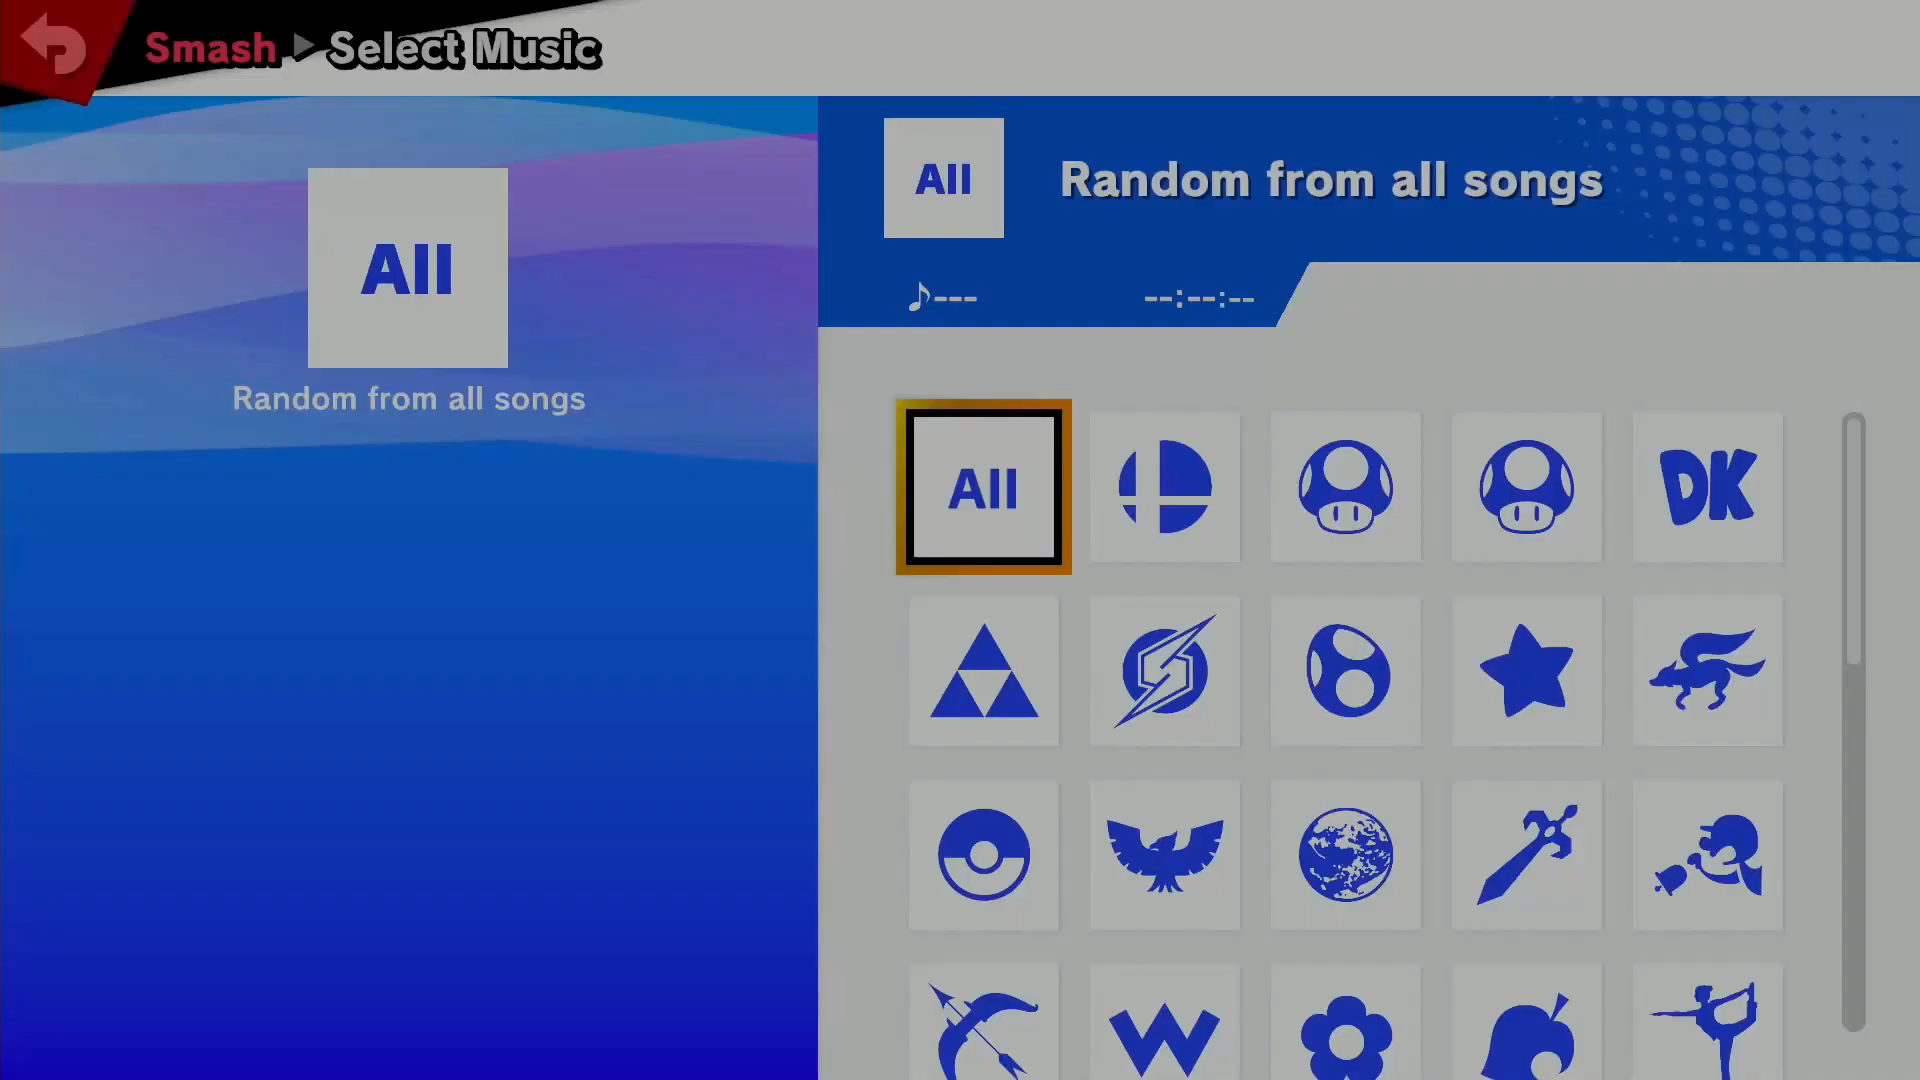 Smash ▶ Select Music
All
Random from all songs
All
Random from all songs
♪--- --:--:--
All
DK
W